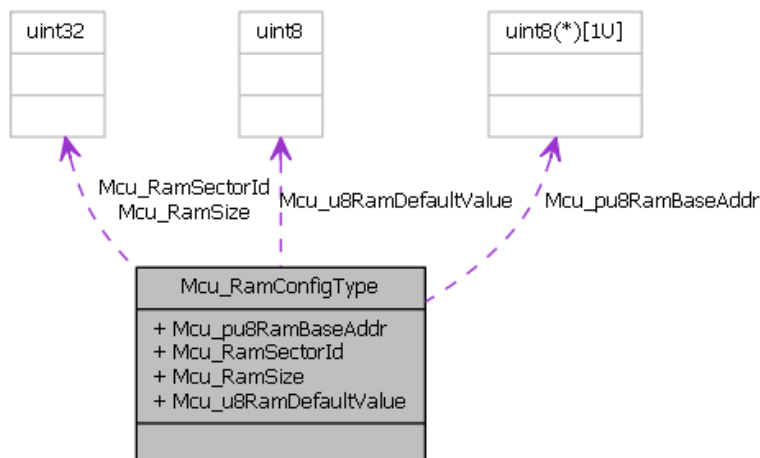 uint32
uint8
uint8(*)[1U]
Mcu_RamSectorId
Mcu_RamSize
Mcu_u8RamDefaultValue
Mcu_pu8RamBaseAddr
Mcu_RamConfigType
+ Mcu_pu8RamBaseAddr
+ Mcu_RamSectorId
+ Mcu_RamSize
+ Mcu_u8RamDefaultValue